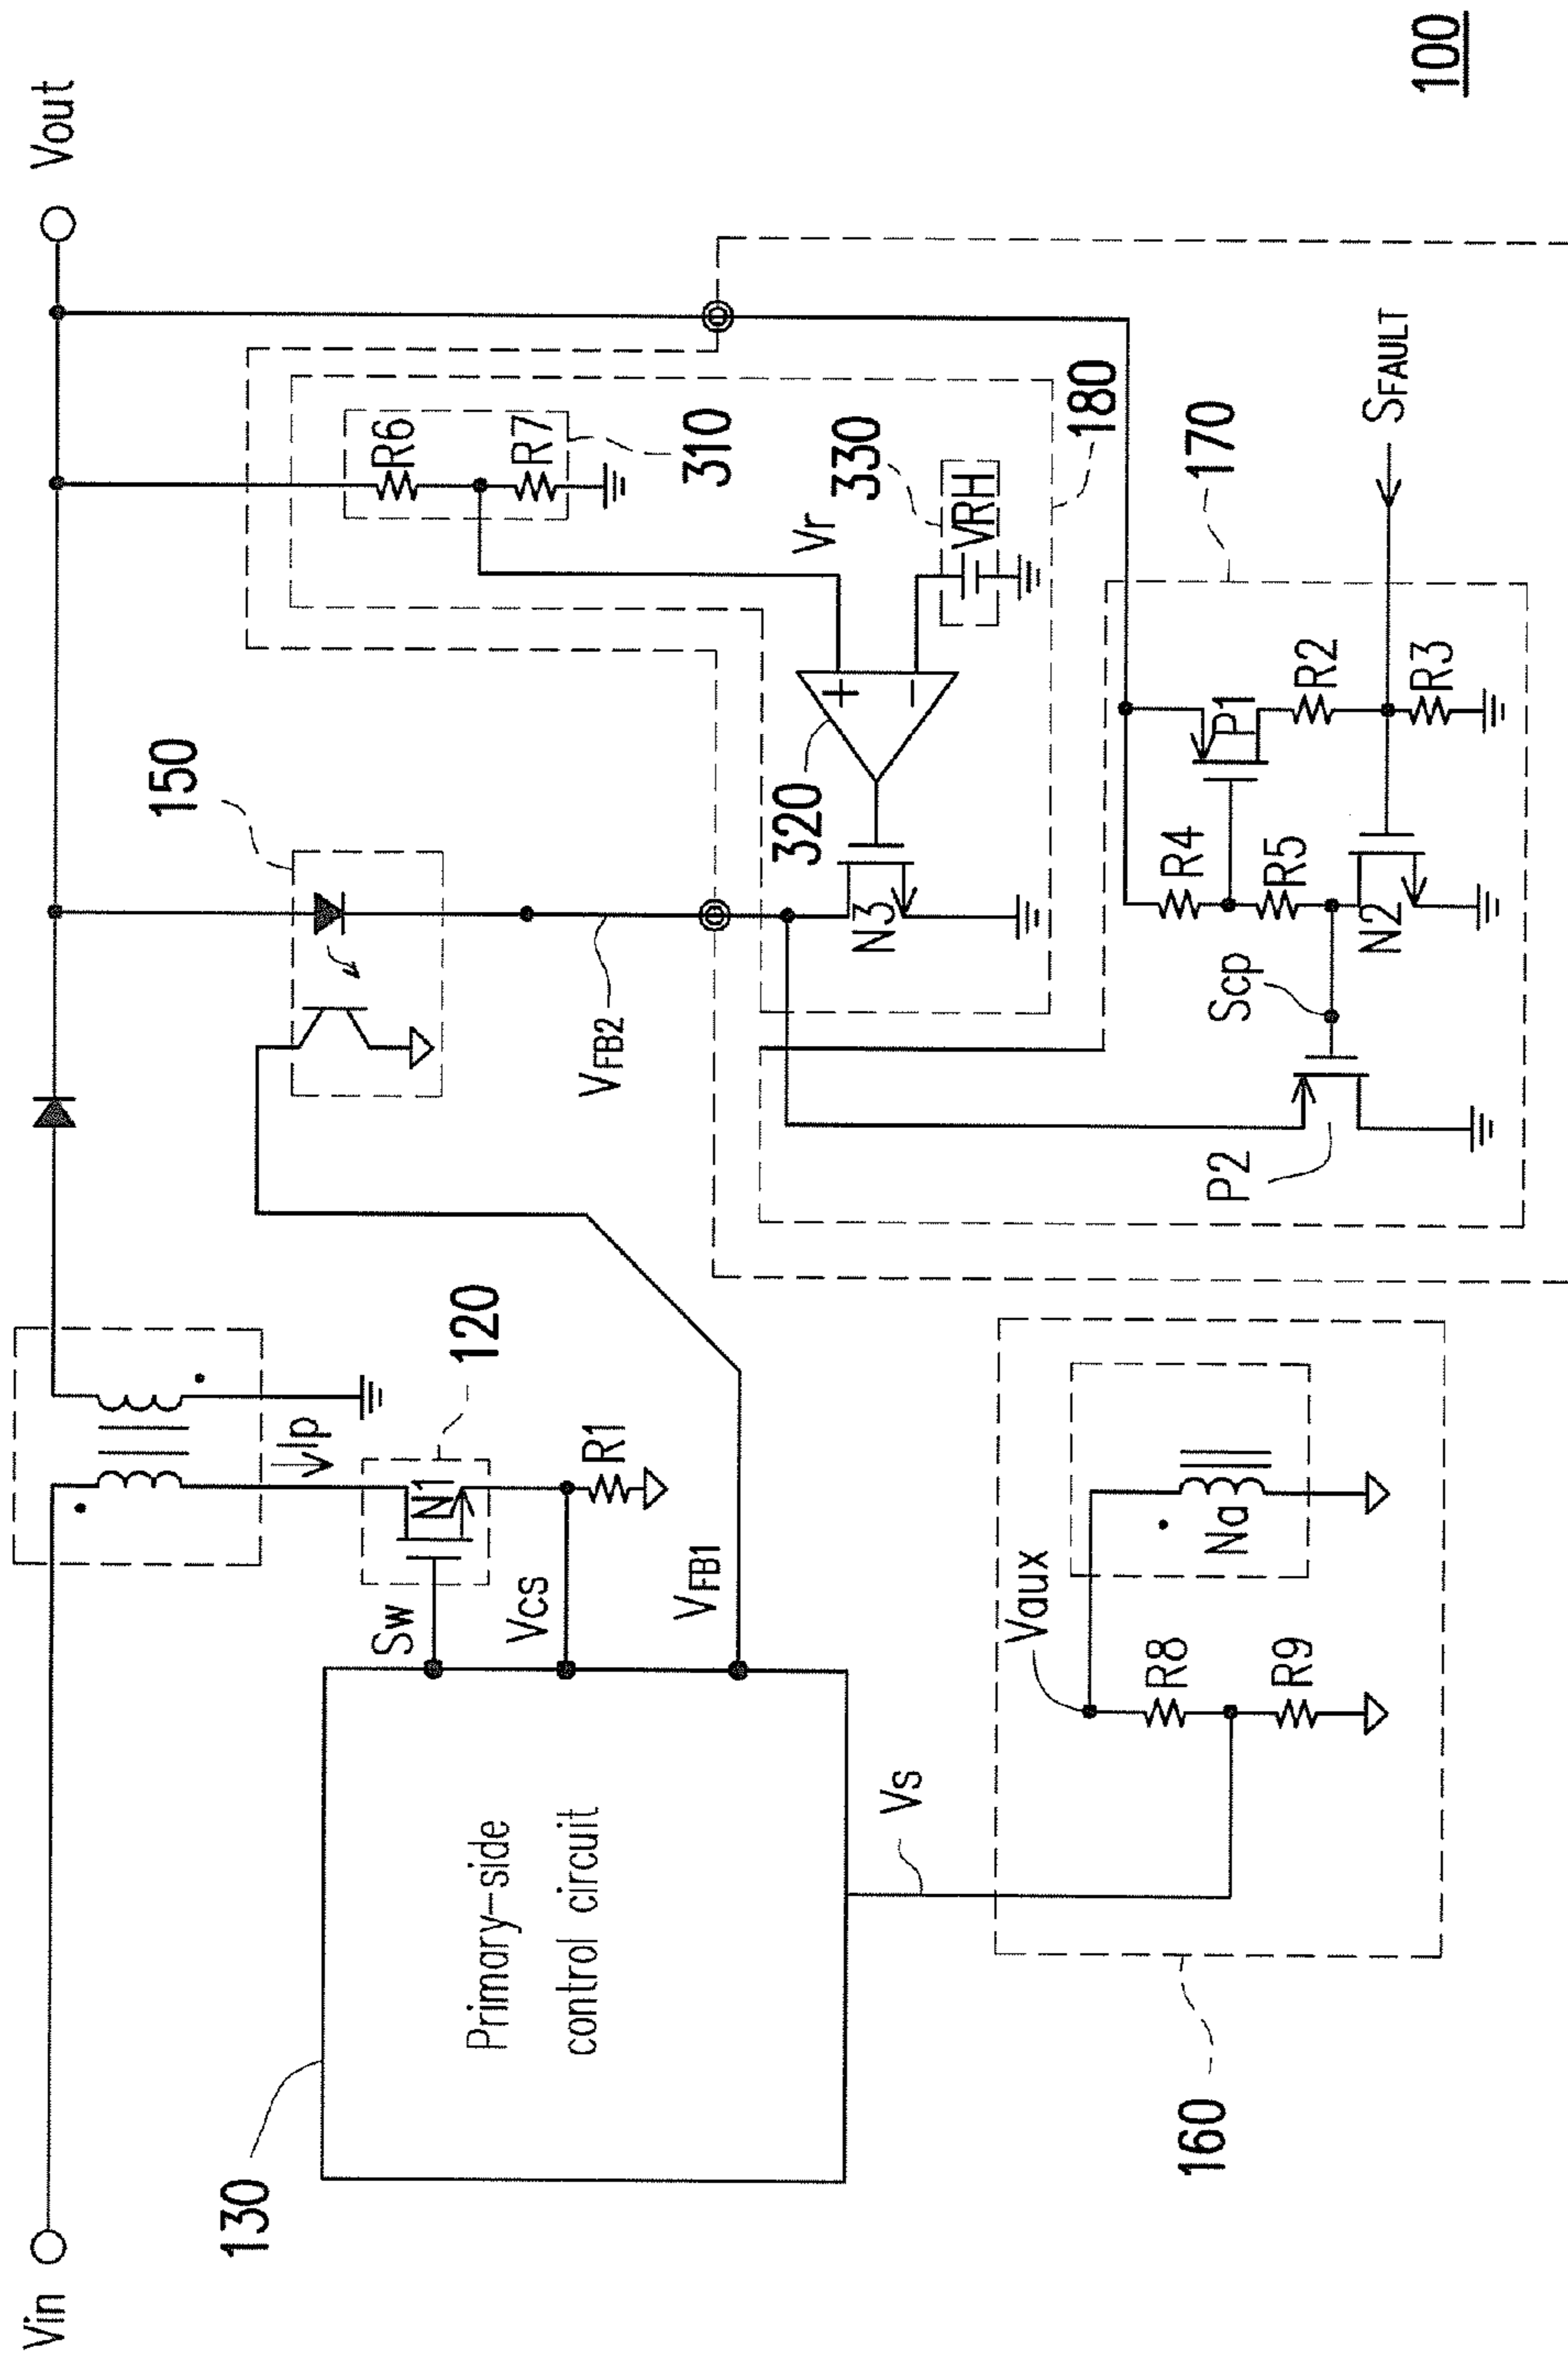 100
Vin
Vout
130
Primary-side
control circuit
Sw
Vcs
VFB1
Vs
Ip
N1
120
R1
150
VFB2
R6
R7
310
Vr
330
VRH
320
N3
180
170
R4
R5
P1
R2
R3
N2
Scp
P2
SFAULT
160
Vaux
Na
R8
R9